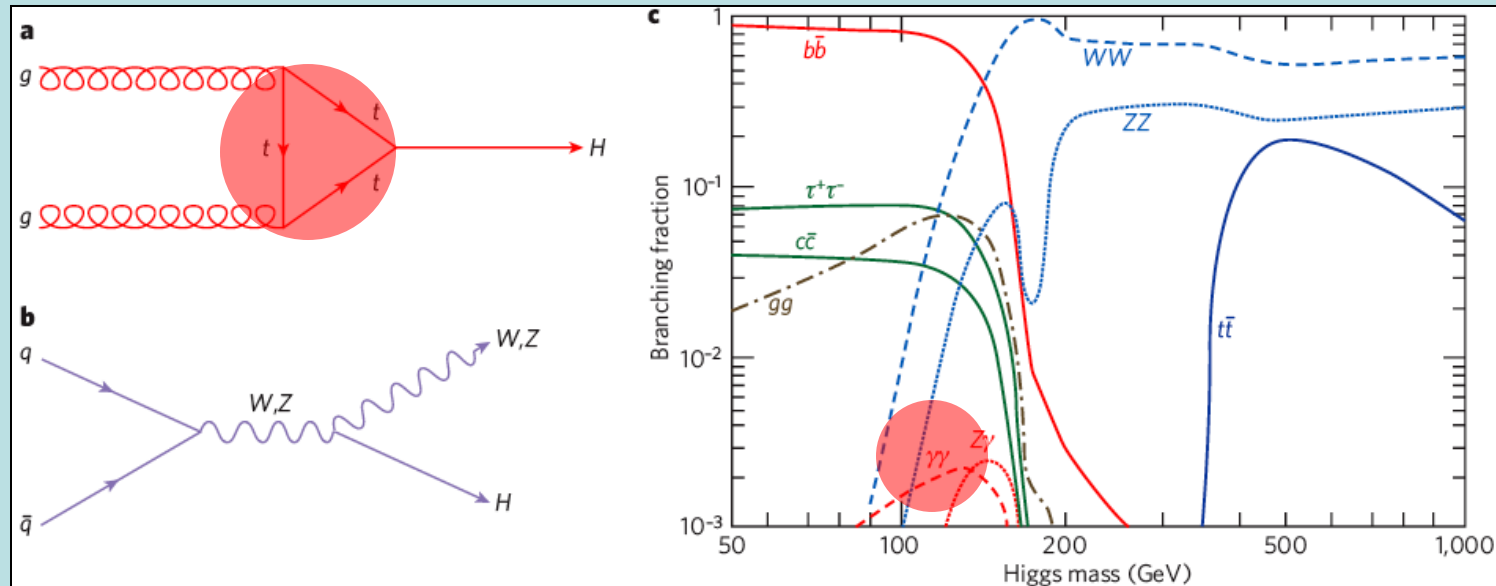 a
g
t
t
t
H
g
b
q
W,Z
W,Z
q̄
H
c
Branching fraction
1
10⁻¹
10⁻²
10⁻³
bb̄
WW
ZZ
τ⁺τ⁻
cc̄
gg
tt̄
γγ
Zγ
50
100
200
500
1,000
Higgs mass (GeV)